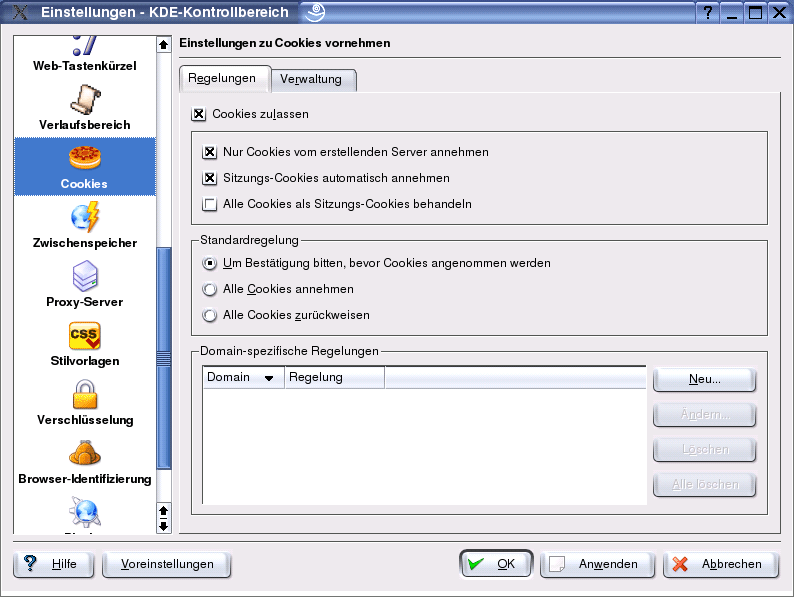 Einstellungen - KDE-Kontrollbereich
Web-Tastenkürzel
Verlaufsbereich
Cookies
Zwischenspeicher
Proxy-Server
CSS
Stilvorlagen
Verschlüsselung
Browser-Identifizierung
Einstellungen zu Cookies vornehmen
Regelungen
Verwaltung
Cookies zulassen
Nur Cookies vom erstellenden Server annehmen
Sitzungs-Cookies automatisch annehmen
Alle Cookies als Sitzungs-Cookies behandeln
Standardregelung
Um Bestätigung bitten, bevor Cookies angenommen werden
Alle Cookies annehmen
Alle Cookies zurückweisen
Domain-spezifische Regelungen
Domain Regelung
Neu...
Ändern...
Löschen
Alle löschen
Hilfe
Voreinstellungen
OK
Anwenden
Abbrechen